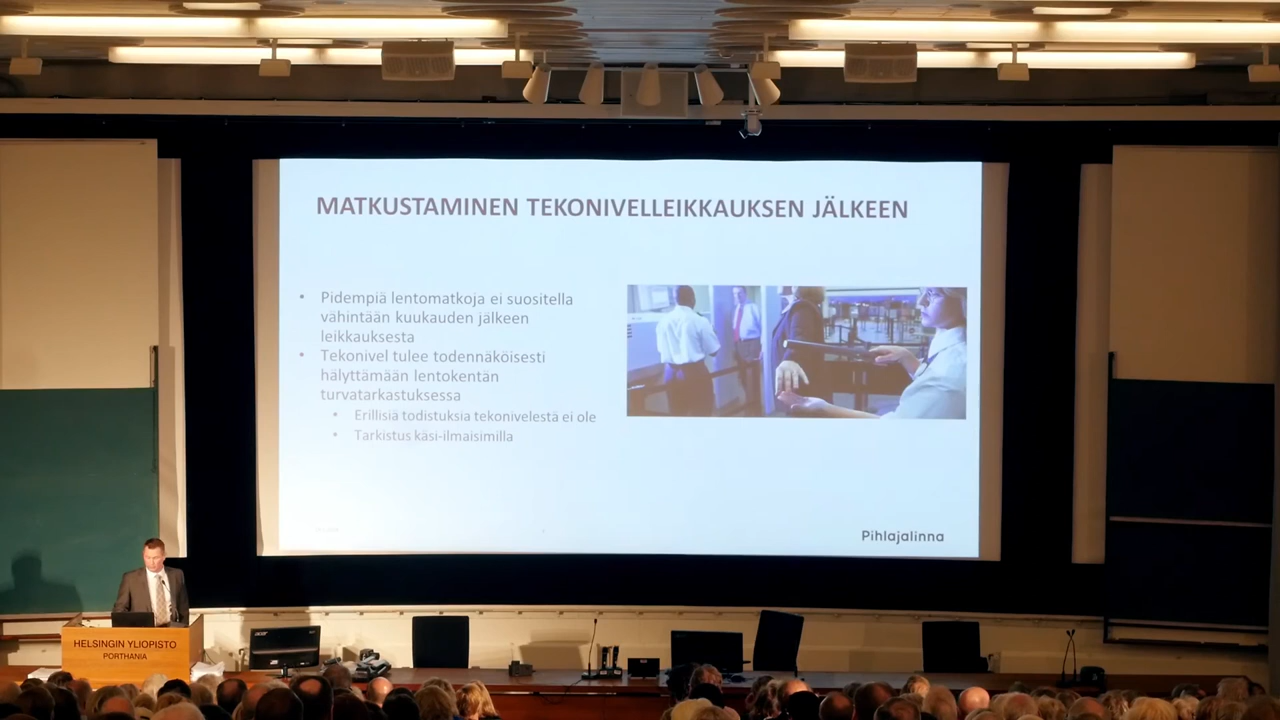 MATKUSTAMINEN TEKONIVELLEIKKAUKSEN JÄLKEEN
• Pidempiä lentomatkoja ei suositella
vähintään kuukauden jälkeen
leikkauksesta
• Tekonivel tulee todennäköisesti
hälyttämään lentokentän
turvatarkastuksessa
• Erillisiä todistuksia tekonivelestä ei ole
• Tarkistus käsi-ilmaisimilla
Pihlajalinna
HELSINGIN YLIOPISTO
PORTHANIA
acer